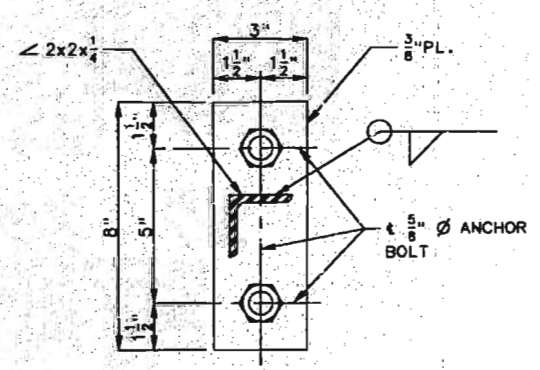 3"
∠ 2x2x1/4
1 1/2" 1 1/2"
3/8" PL.
1 1/2"
8"
5"
℄ 5/8" Ø ANCHOR
BOLT
1 1/2"